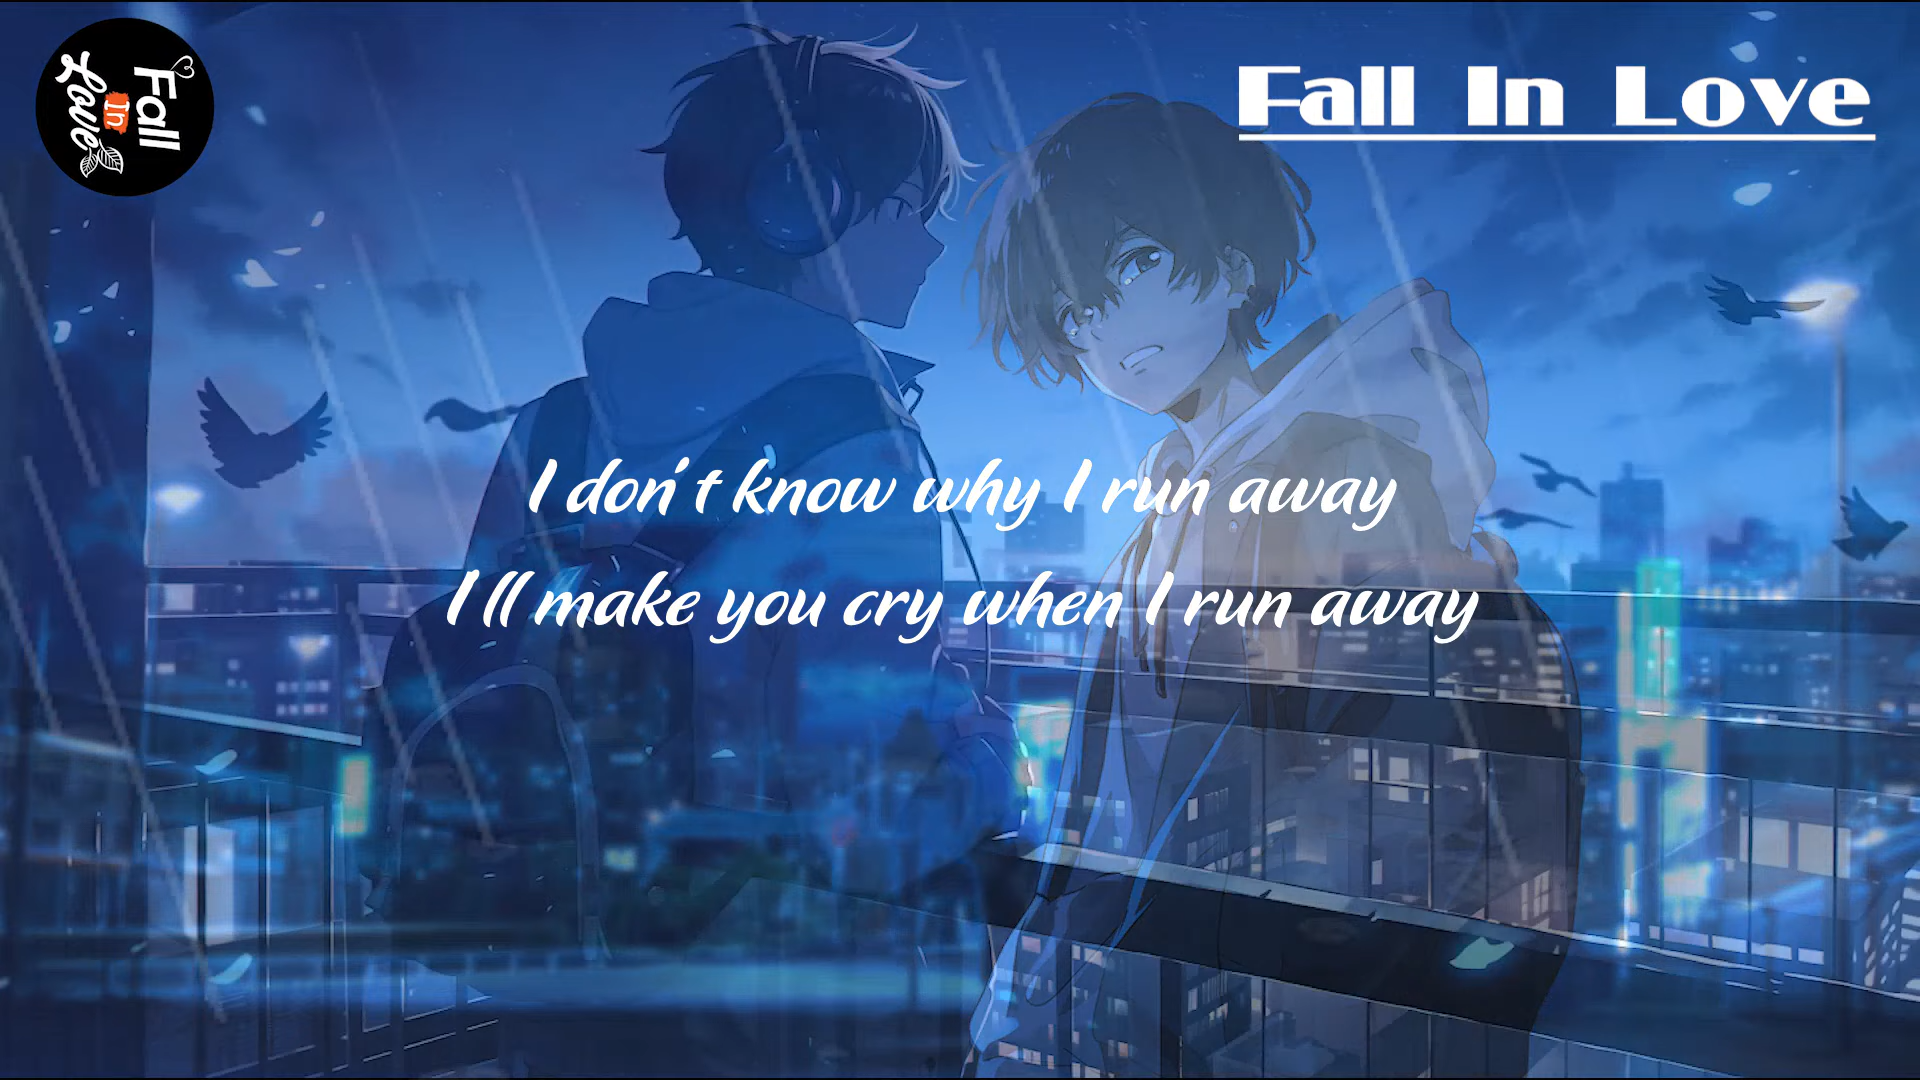 Fall
In
Love
Fall In Love
I don't know why I run away
I ll make you cry when I run away